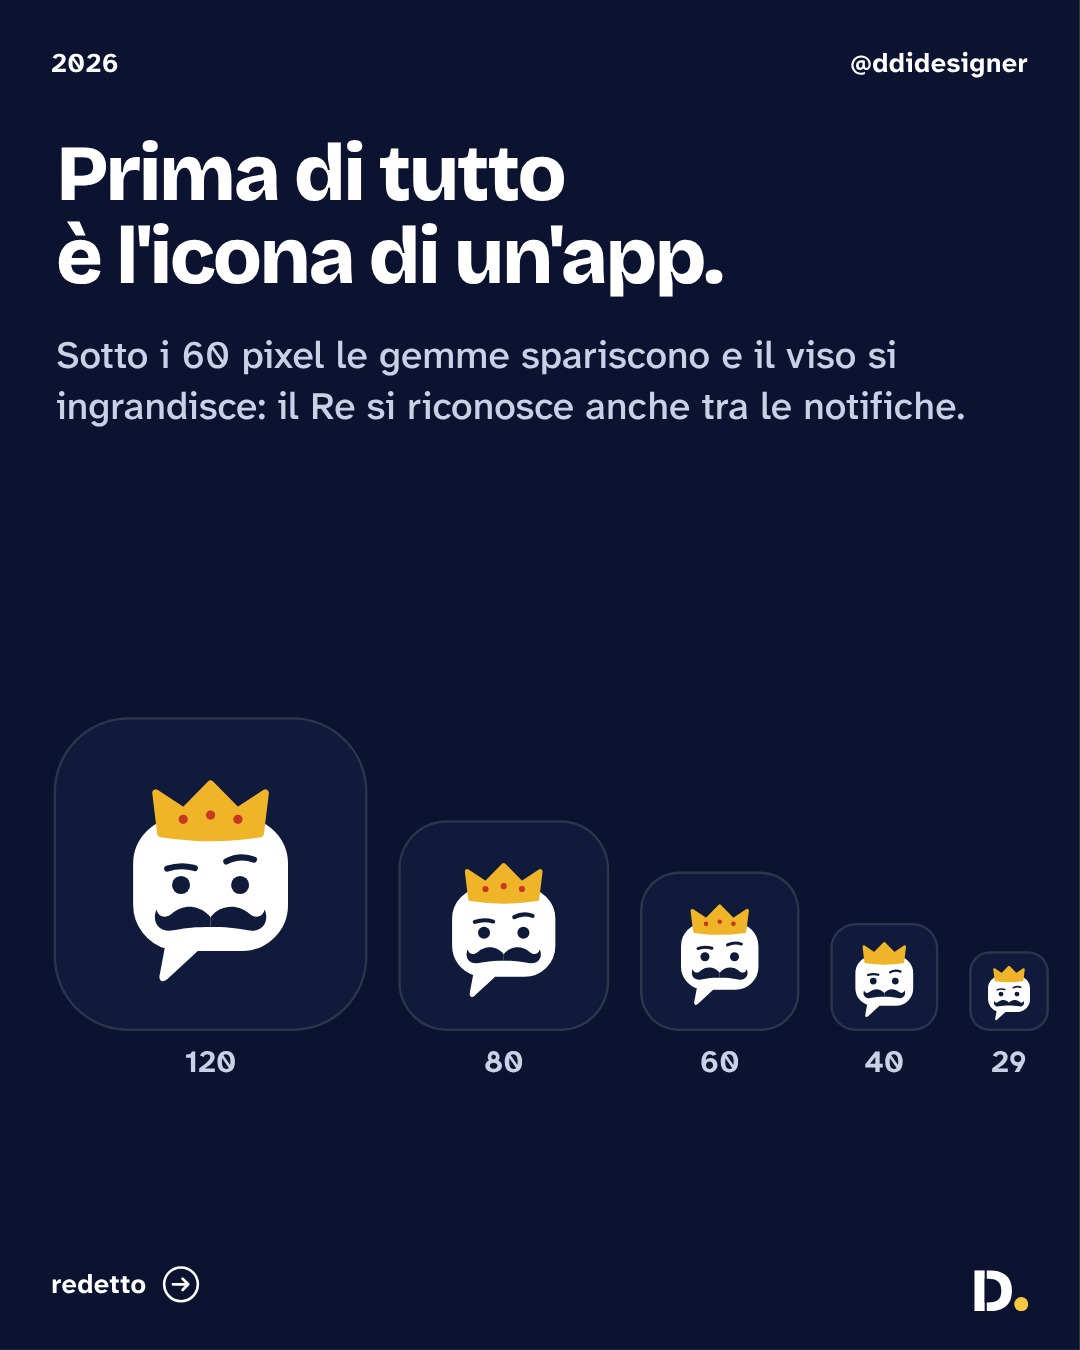 2026
@ddidesigner
Prima di tutto
è l'icona di un'app.
Sotto i 60 pixel le gemme spariscono e il viso si
ingrandisce: il Re si riconosce anche tra le notifiche.
120
80
60
40
29
redetto
D.